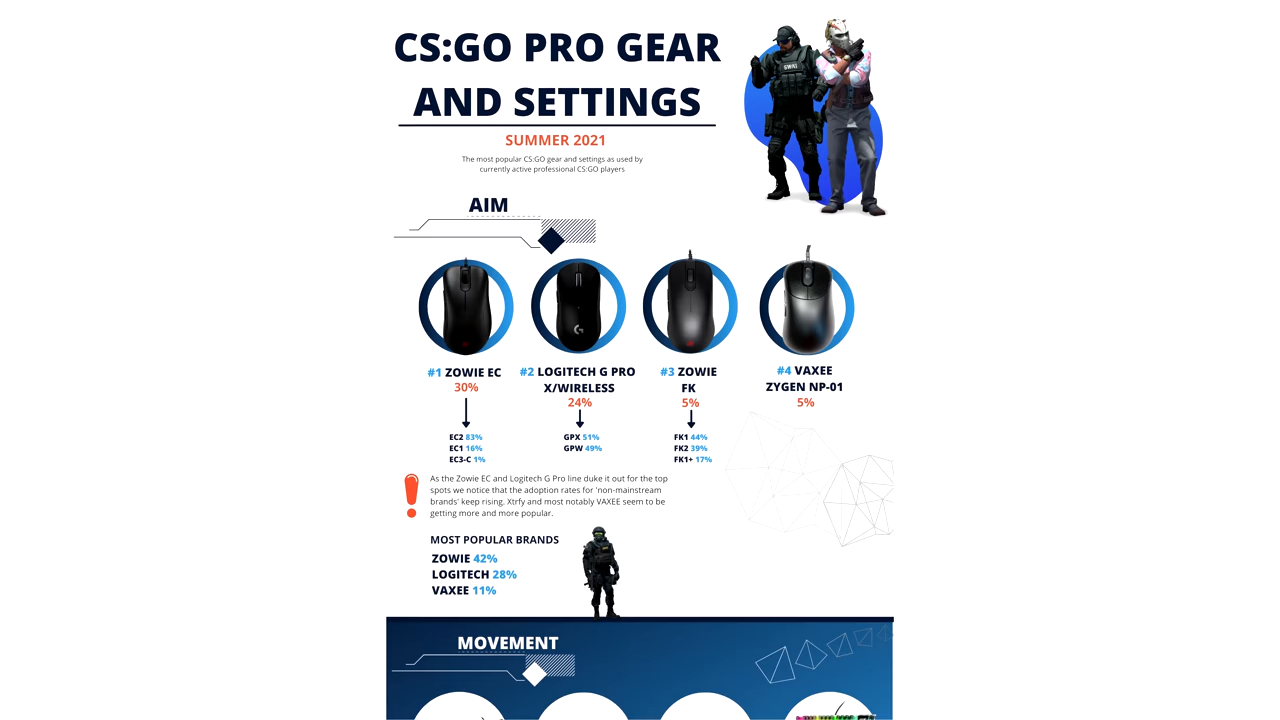 CS:GO PRO GEAR
AND SETTINGS
SUMMER 2021
The most popular CS:GO gear and settings as used by
currently active professional CS:GO players
SWAT
AIM
#1 ZOWIE EC
30%
EC2 83%
EC1 16%
EC3-C 1%
#2 LOGITECH G PRO
X/WIRELESS
24%
GPX 51%
GPW 49%
#3 ZOWIE
FK
5%
FK1 44%
FK2 39%
FK1+ 17%
#4 VAXEE
ZYGEN NP-01
5%
As the Zowie EC and Logitech G Pro line duke it out for the top
spots we notice that the adoption rates for 'non-mainstream
brands' keep rising. Xtrfy and most notably VAXEE seem to be
getting more and more popular.
MOST POPULAR BRANDS
ZOWIE 42%
LOGITECH 28%
VAXEE 11%
MOVEMENT